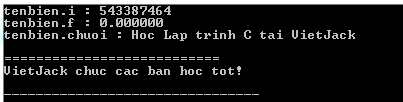 tenbien.i : 543387464
tenbien.f : 0.000000
tenbien.chuoi : Hoc Lap trinh C tai VietJack
===========================
VietJack chuc cac ban hoc tot!
--------------------------------